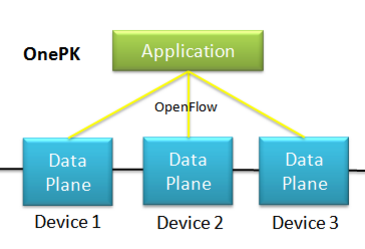 OnePK
Application
OpenFlow
Data
Plane
Data
Plane
Data
Plane
Device 1
Device 2
Device 3